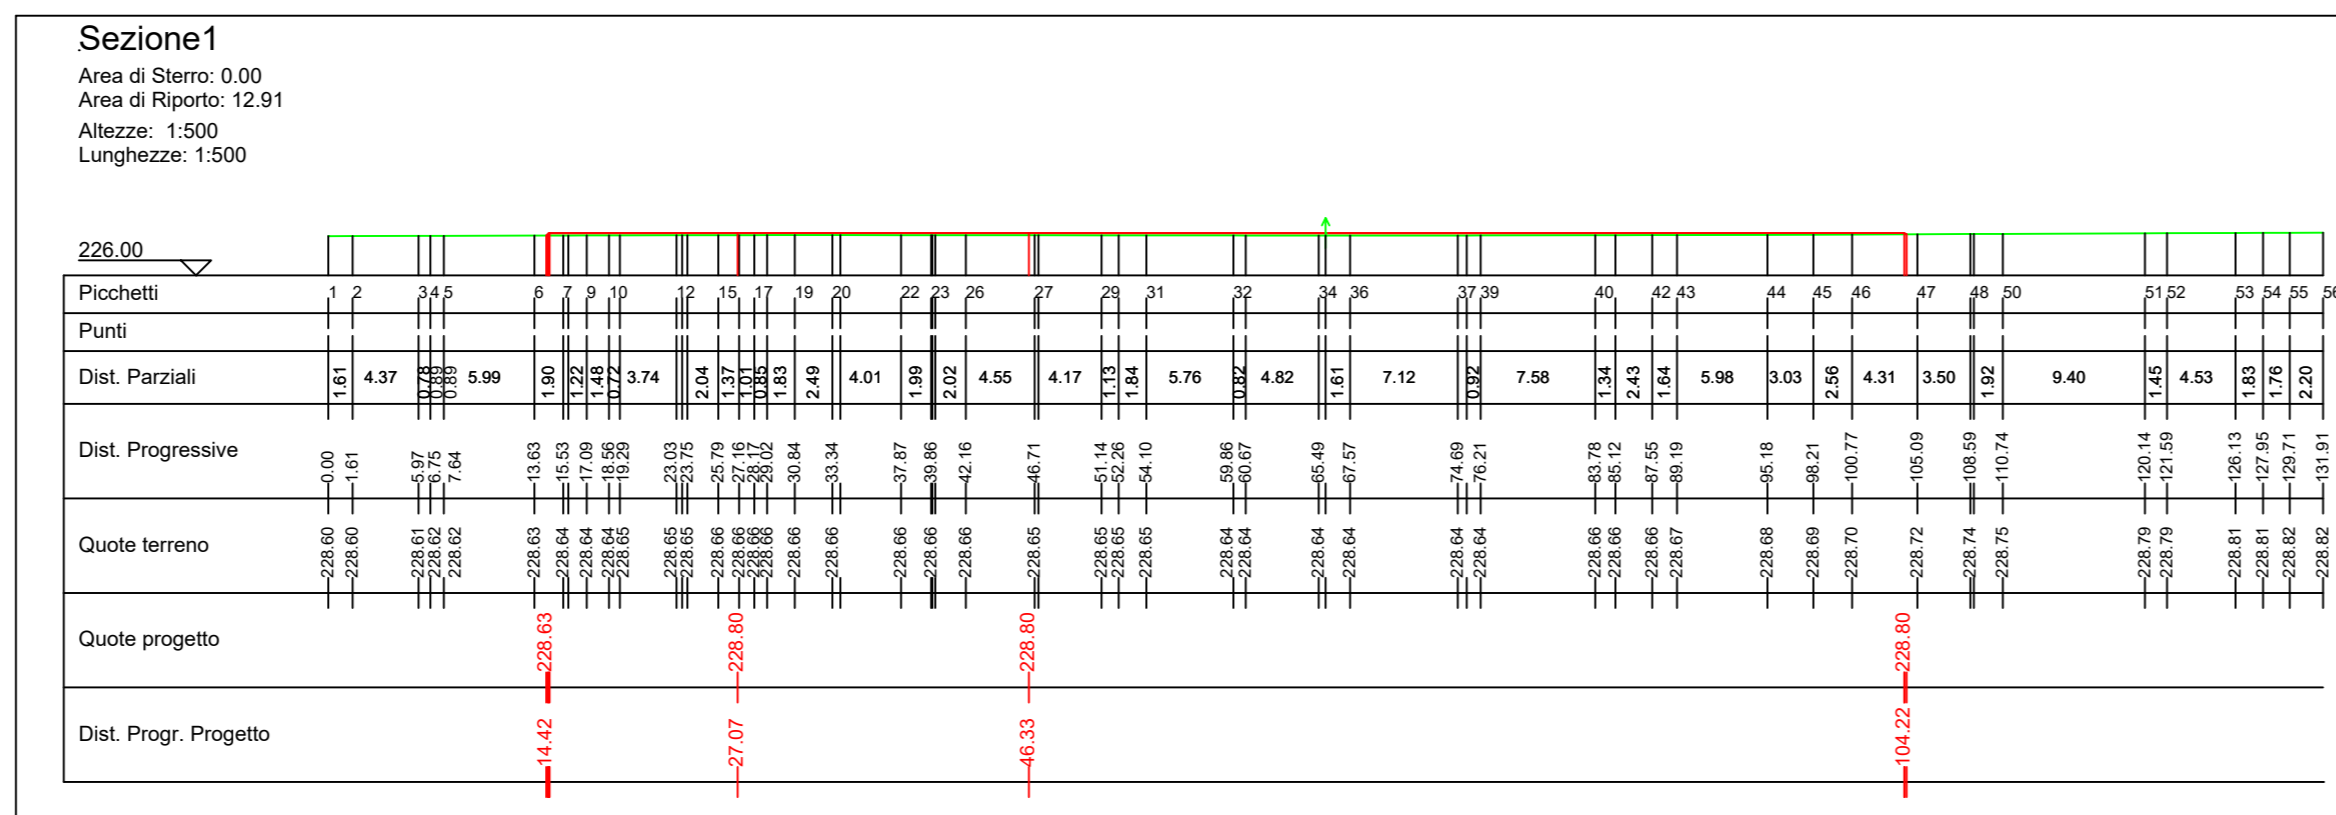 Sezione1
Area di Sterro: 0.00
Area di Riporto: 12.91
Altezze: 1:500
Lunghezze: 1:500
226.00
Picchetti 1 2 3 4 5 6 7 9 10 12 15 17 19 20 22 23 26 27 29 31 32 34 36 37 39 40 42 43 44 45 46 47 48 50 51 52 53 54 55 56
Punti
Dist. Parziali 1.61 4.37 0.78 0.89 0.89 5.99 1.90 1.22 1.48 0.72 3.74 2.04 1.37 1.01 0.85 1.83 2.49 4.01 1.99 2.02 4.55 4.17 1.13 1.84 5.76 0.82 4.82 1.61 7.12 0.92 7.58 1.34 2.43 1.64 5.98 3.03 2.56 4.31 3.50 1.92 9.40 1.45 4.53 1.83 1.76 2.20
Dist. Progressive 0.00 1.61 5.97 6.75 7.64 13.63 15.53 17.09 18.56 19.29 23.03 23.75 25.79 27.16 28.17 29.02 30.84 33.34 37.87 39.86 42.16 46.71 51.14 52.26 54.10 59.86 60.67 65.49 67.57 74.69 76.21 83.78 85.12 87.55 89.19 95.18 98.21 100.77 105.09 108.59 110.74 120.14 121.59 126.13 127.95 129.71 131.91
Quote terreno 228.60 228.60 228.61 228.62 228.62 228.63 228.64 228.64 228.64 228.65 228.65 228.65 228.66 228.66 228.66 228.66 228.66 228.66 228.66 228.66 228.66 228.65 228.65 228.65 228.65 228.64 228.64 228.64 228.64 228.64 228.64 228.66 228.66 228.66 228.67 228.68 228.69 228.70 228.72 228.74 228.75 228.79 228.79 228.81 228.81 228.82 228.82
Quote progetto 228.63 228.80 228.80 228.80
Dist. Progr. Progetto 14.42 27.07 46.33 104.22